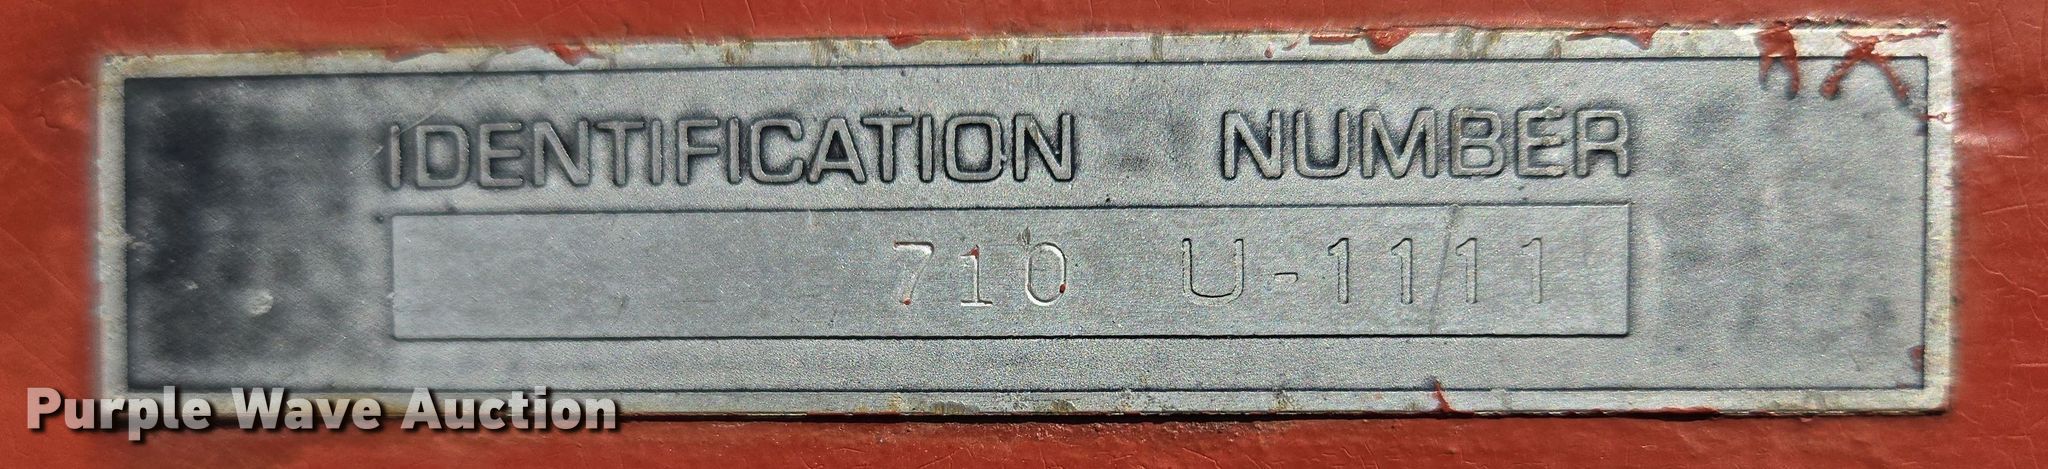 IDENTIFICATION NUMBER
710 U-1111
Purple Wave Auction